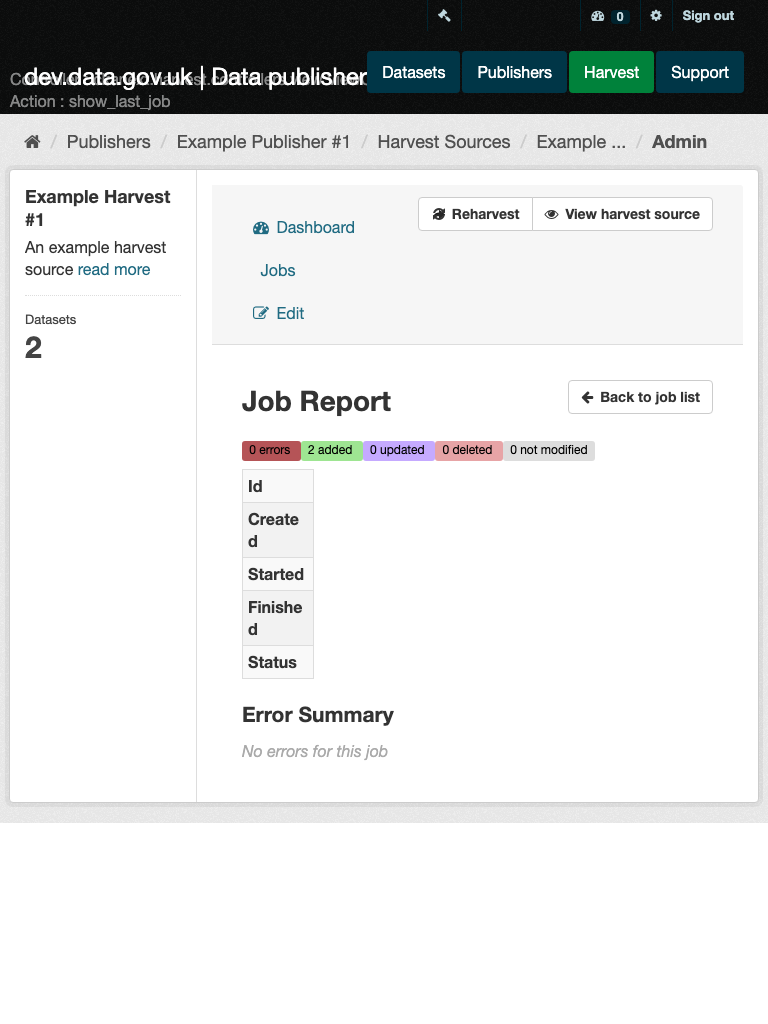 0 Sign out
dev.data.gov.uk | Data publisher
Datasets Publishers Harvest Support
Action : show_last_job
/ Publishers / Example Publisher #1 / Harvest Sources / Example ... / Admin
Example Harvest
#1
An example harvest
source read more
Datasets
2
Dashboard
Jobs
Edit
Reharvest View harvest source
Job Report
Back to job list
0 errors 2 added 0 updated 0 deleted 0 not modified
Id
Create
d
Started
Finishe
d
Status
Error Summary
No errors for this job